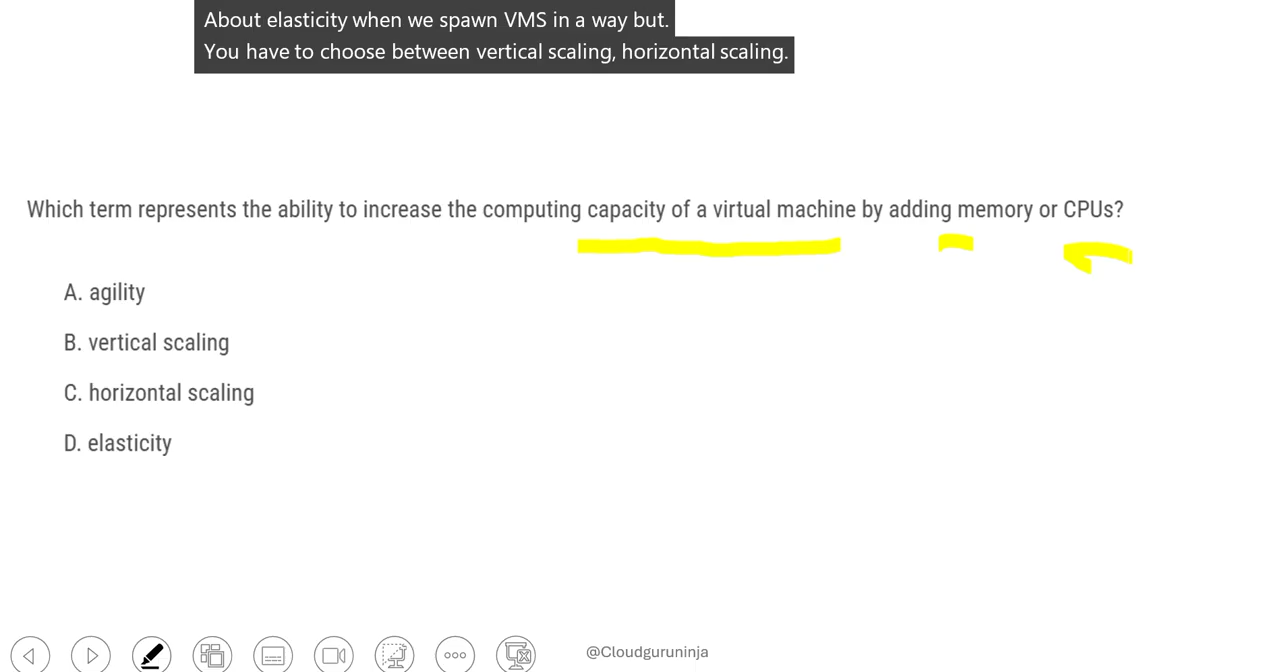 About elasticity when we spawn VMS in a way but.
You have to choose between vertical scaling, horizontal scaling.
Which term represents the ability to increase the computing capacity of a virtual machine by adding memory or CPUs?
A. agility
B. vertical scaling
C. horizontal scaling
D. elasticity
@Cloudguruninja